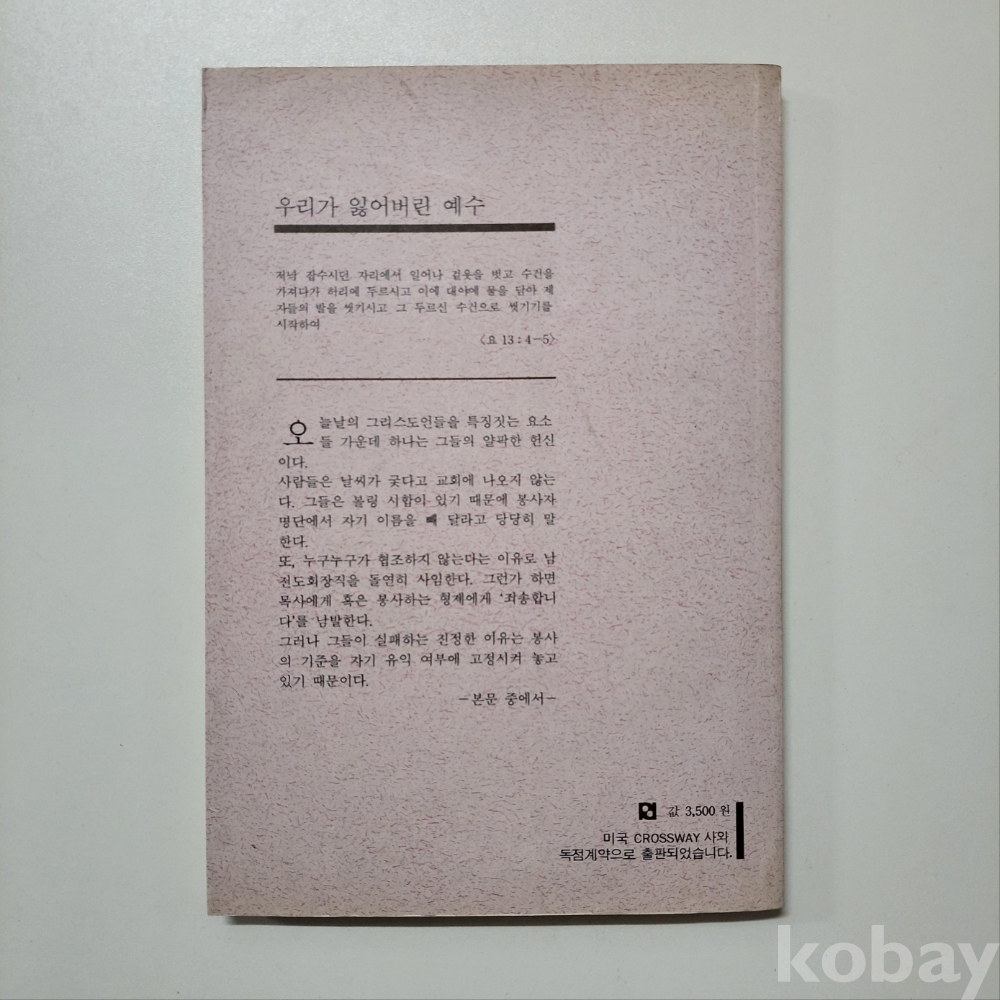 우리가 잃어버린 예수
저녁 잡수시던 자리에서 일어나 겉옷을 벗고 수건을
가져다가 허리에 두르시고 이에 대야에 물을 담아 제
자들의 발을 씻기시고 그 두르신 수건으로 씻기기를
시작하여
〈요 13:4−5〉
오늘날의 그리스도인들을 특징짓는 요소
들 가운데 하나는 그들의 얄팍한 헌신
이다.
사람들은 날씨가 궂다고 교회에 나오지 않는
다. 그들은 볼링 시합이 있기 때문에 봉사자
명단에서 자기 이름을 빼 달라고 당당히 말
한다.
또, 누구누구가 협조하지 않는다는 이유로 남
전도회장직을 돌연히 사임한다. 그런가 하면
목사에게 혹은 봉사하는 형제에게 '죄송합니
다'를 남발한다.
그러나 그들이 실패하는 진정한 이유는 봉사
의 기준을 자기 유익 여부에 고정시켜 놓고
있기 때문이다.
−본문 중에서−
값 3,500 원
미국 CROSSWAY 사와
독점계약으로 출판되었습니다.
kobay